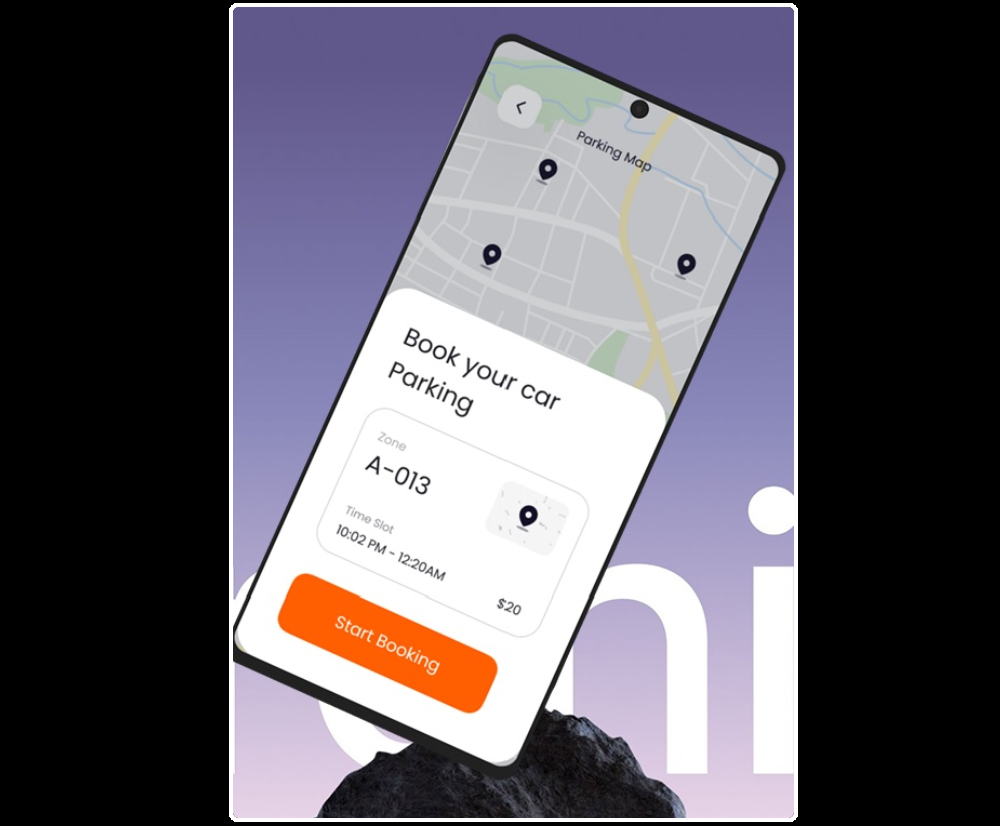 Parking Map
Book your car
Parking
Zone
A-013
Time Slot
10:02 PM - 12:20AM
$20
Start Booking
ni